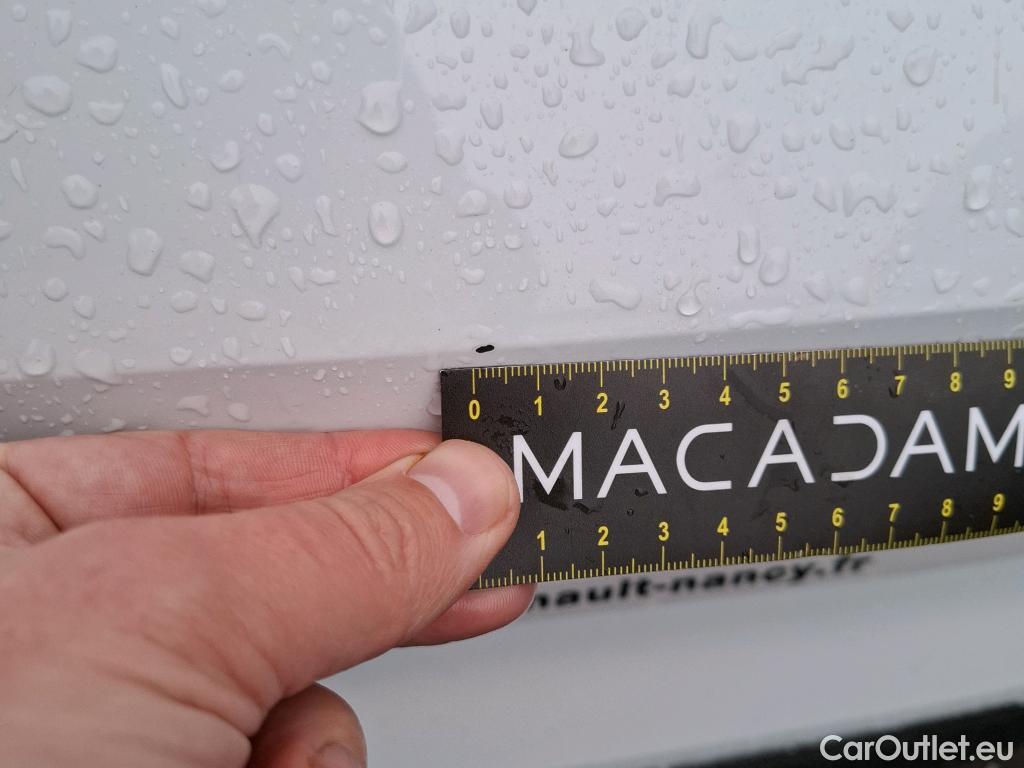 0 1 2 3 4 5 6 7 8 9
MACADAM
1 2 3 4 5 6 7 8 9
nault-nancy.fr
CarOutlet.eu